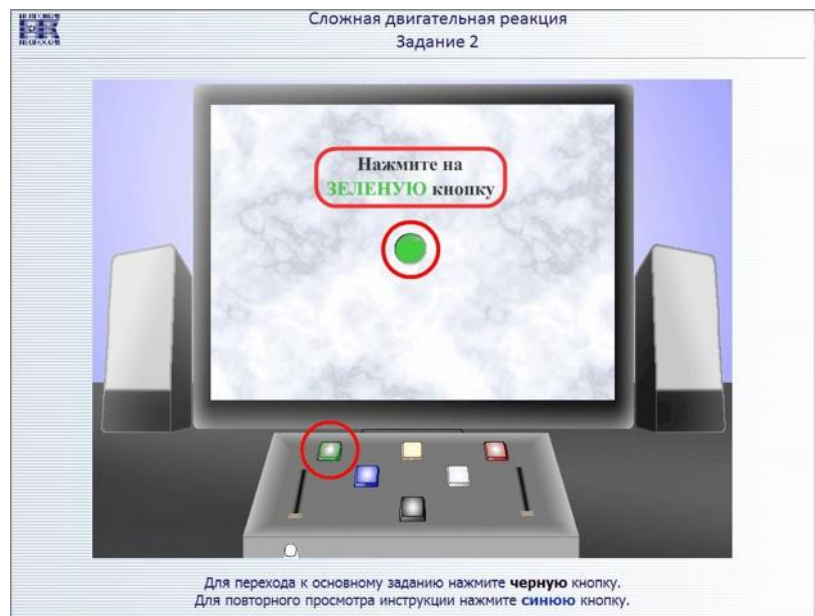 Сложная двигательная реакция
Задание 2
Нажмите на
ЗЕЛЕНУЮ кнопку
Для перехода к основному заданию нажмите черную кнопку.
Для повторного просмотра инструкции нажмите синюю кнопку.